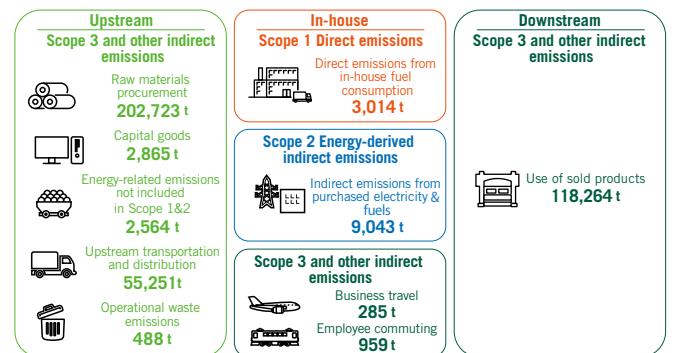 Upstream
Scope 3 and other indirect
emissions
Raw materials
procurement
202,723 t
Capital goods
2,865 t
Energy-related emissions
not included
in Scope 1&2
2,564 t
Upstream transportation
and distribution
55,251t
Operational waste
emissions
488 t
In-house
Scope 1 Direct emissions
Direct emissions from
in-house fuel
consumption
3,014 t
Scope 2 Energy-derived
indirect emissions
Indirect emissions from
purchased electricity &
fuels
9,043 t
Scope 3 and other indirect
emissions
Business travel
285 t
Employee commuting
959 t
Downstream
Scope 3 and other indirect
emissions
Use of sold products
118,264 t